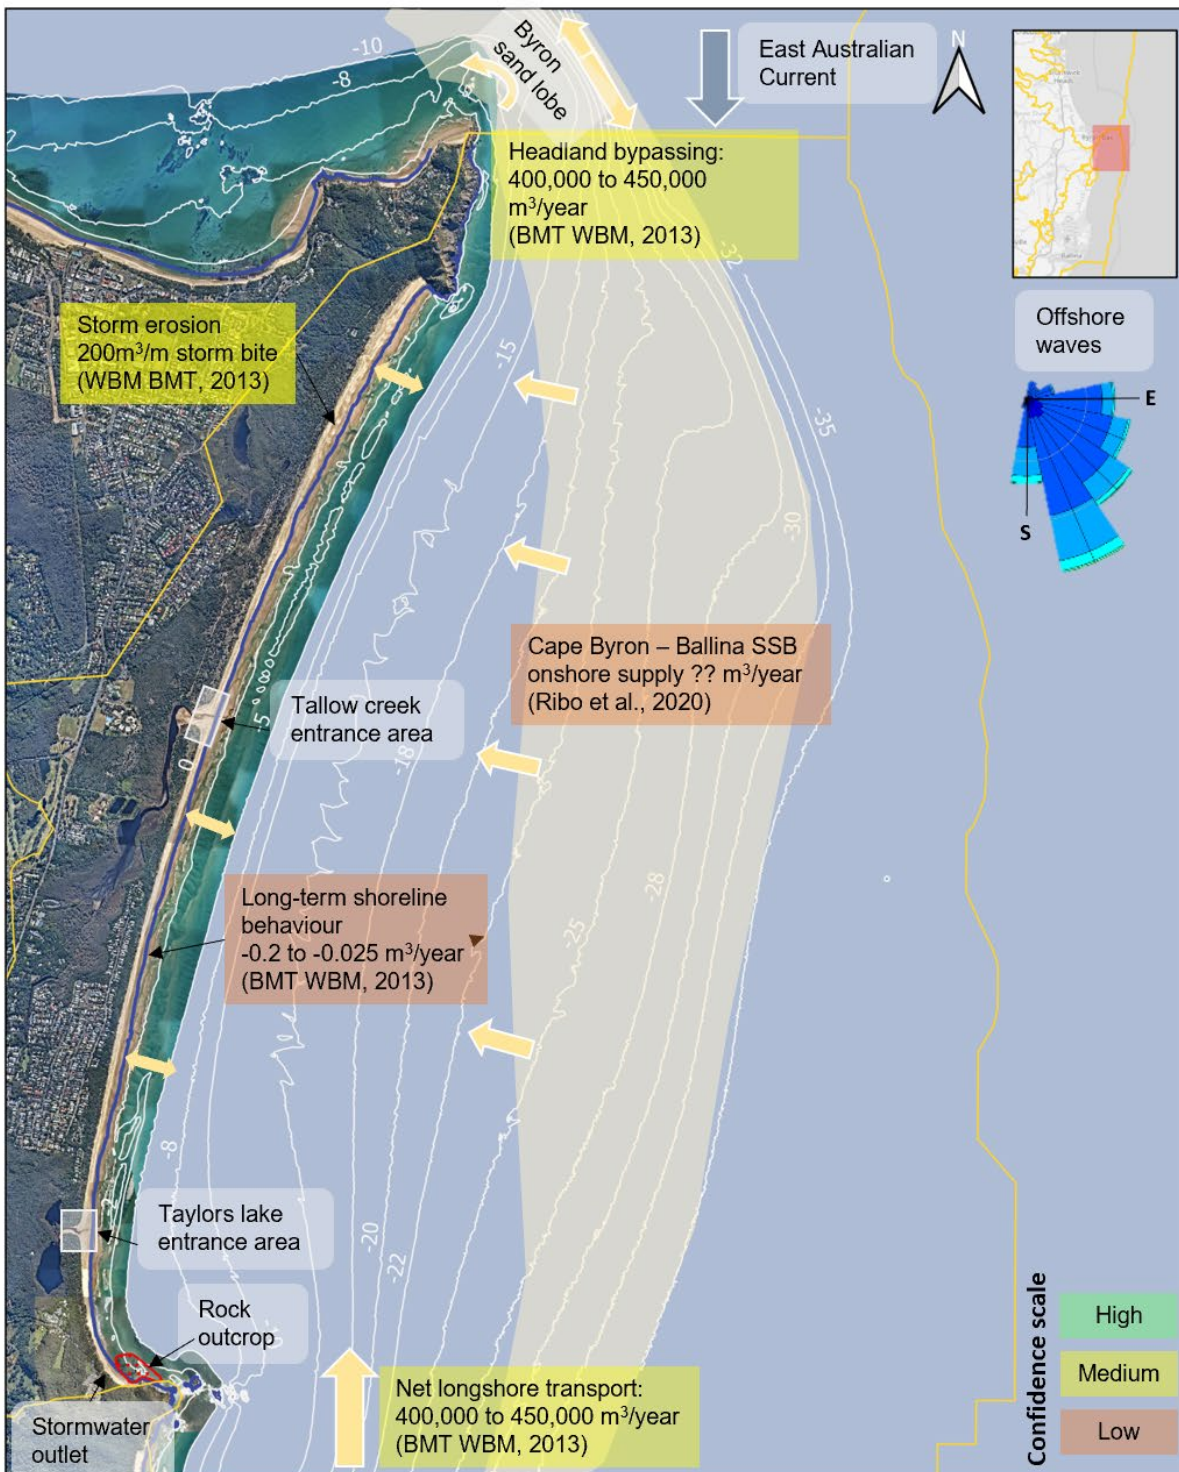 -10
-8
Byron
sand lobe
East Australian
Current
N
Headland bypassing:
400,000 to 450,000
m³/year
(BMT WBM, 2013)
-32
Offshore
waves
E
S
Storm erosion
200m³/m storm bite
(WBM BMT, 2013)
-15
-35
-30
Cape Byron – Ballina SSB
onshore supply ?? m³/year
(Ribo et al., 2020)
Tallow creek
entrance area
-5
0
-18
-28
Long-term shoreline
behaviour
-0.2 to -0.025 m³/year
(BMT WBM, 2013)
-25
-8
-2
Taylors lake
entrance area
-20
-22
Rock
outcrop
Stormwater
outlet
Net longshore transport:
400,000 to 450,000 m³/year
(BMT WBM, 2013)
Confidence scale
High
Medium
Low